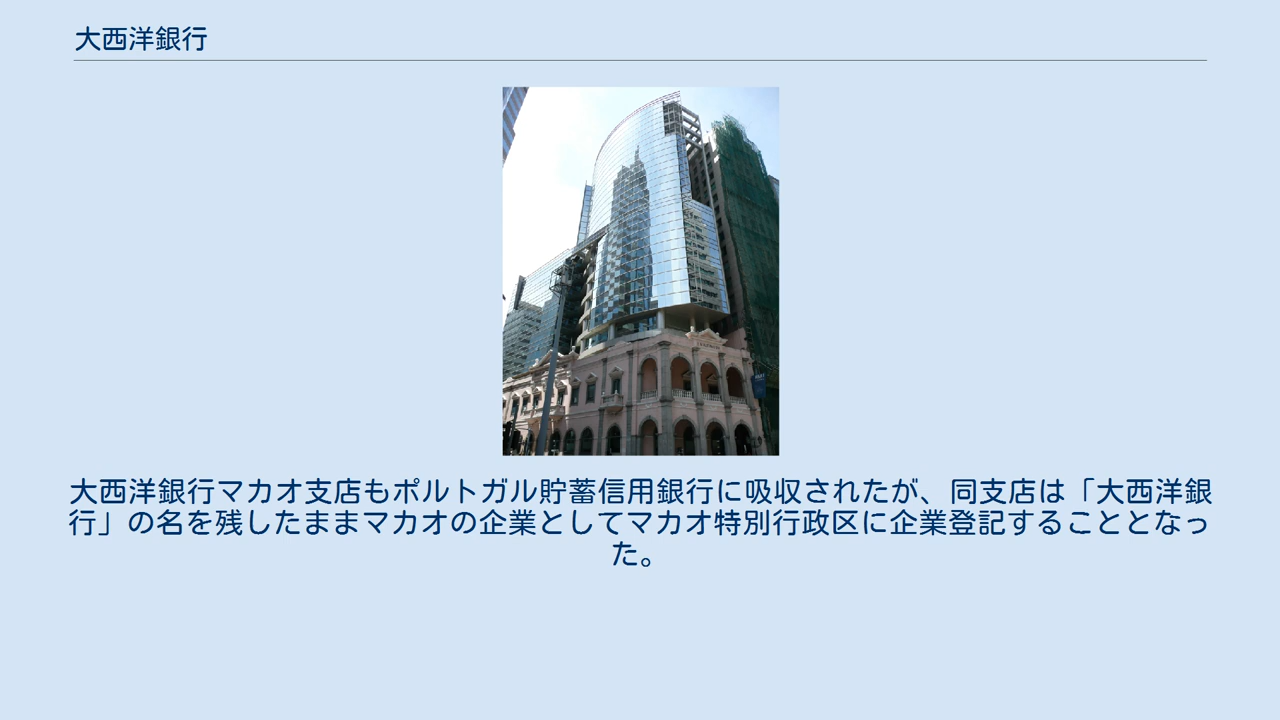 大西洋銀行
大西洋銀行マカオ支店もポルトガル貯蓄信用銀行に吸収されたが、同支店は「大西洋銀
行」の名を残したままマカオの企業としてマカオ特別行政区に企業登記することとなっ
た。